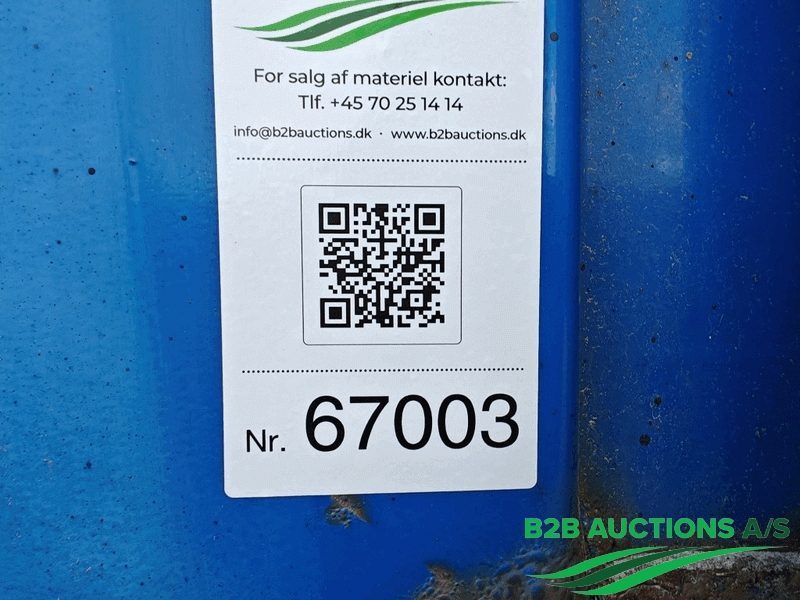 For salg af materiel kontakt:
Tlf. +45 70 25 14 14
info@b2bauctions.dk · www.b2bauctions.dk
Nr. 67003
B2B AUCTIONS A/S